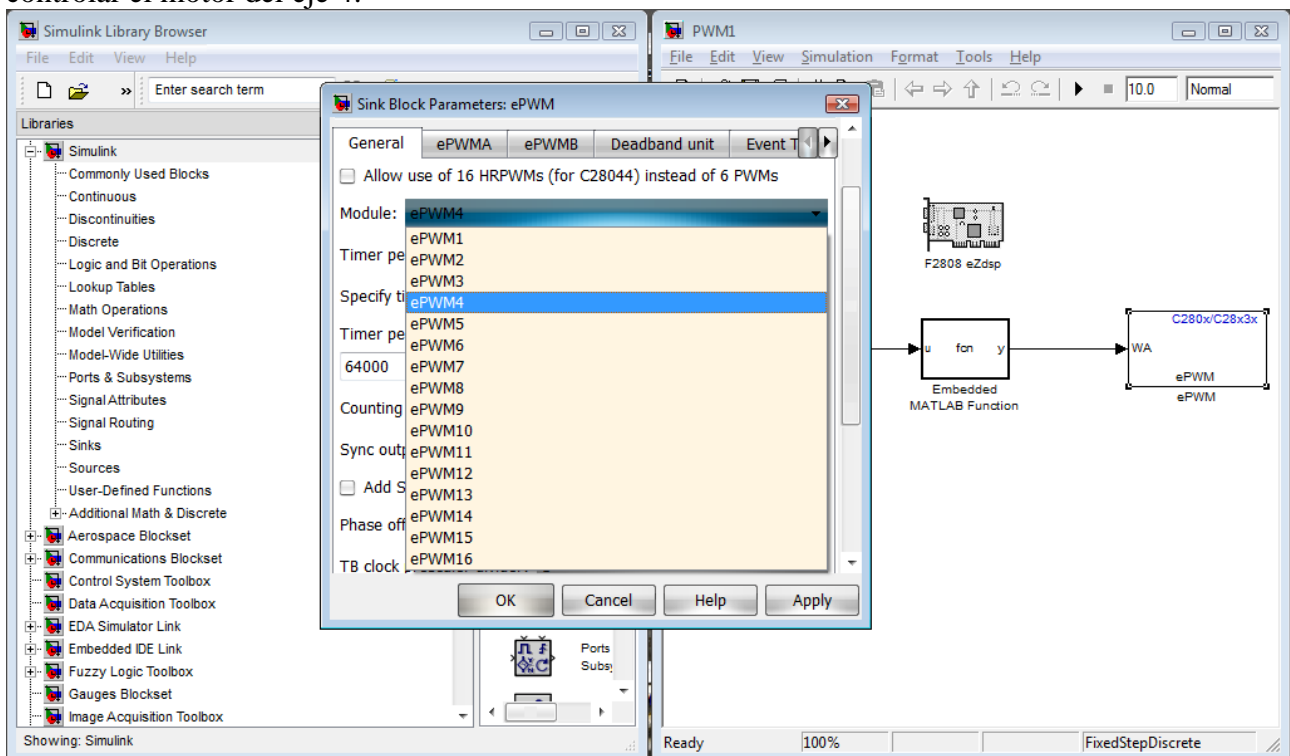 controlar el motor del eje 4.
Simulink Library Browser
File Edit View Help
» Enter search term
Libraries
Simulink
Commonly Used Blocks
Continuous
Discontinuities
Discrete
Logic and Bit Operations
Lookup Tables
Math Operations
Model Verification
Model-Wide Utilities
Ports & Subsystems
Signal Attributes
Signal Routing
Sinks
Sources
User-Defined Functions
Additional Math & Discrete
Aerospace Blockset
Communications Blockset
Control System Toolbox
Data Acquisition Toolbox
EDA Simulator Link
Embedded IDE Link
Fuzzy Logic Toolbox
Gauges Blockset
Image Acquisition Toolbox
Showing: Simulink
Ports
Subsy
Sink Block Parameters: ePWM
General ePWMA ePWMB Deadband unit Event T
Allow use of 16 HRPWMs (for C28044) instead of 6 PWMs
Module: ePWM4
ePWM1
Timer pe ePWM2
ePWM3
Specify ti ePWM4
ePWM5
Timer pe ePWM6
64000 ePWM7
ePWM8
Counting ePWM9
ePWM10
Sync outp ePWM11
ePWM12
Add S ePWM13
ePWM14
Phase off ePWM15
TB clock ePWM16
OK Cancel Help Apply
PWM1
File Edit View Simulation Format Tools Help
10.0 Normal
F2808 eZdsp
u fcn y
Embedded
MATLAB Function
C280x/C28x3x
WA
ePWM
ePWM
Ready 100% FixedStepDiscrete